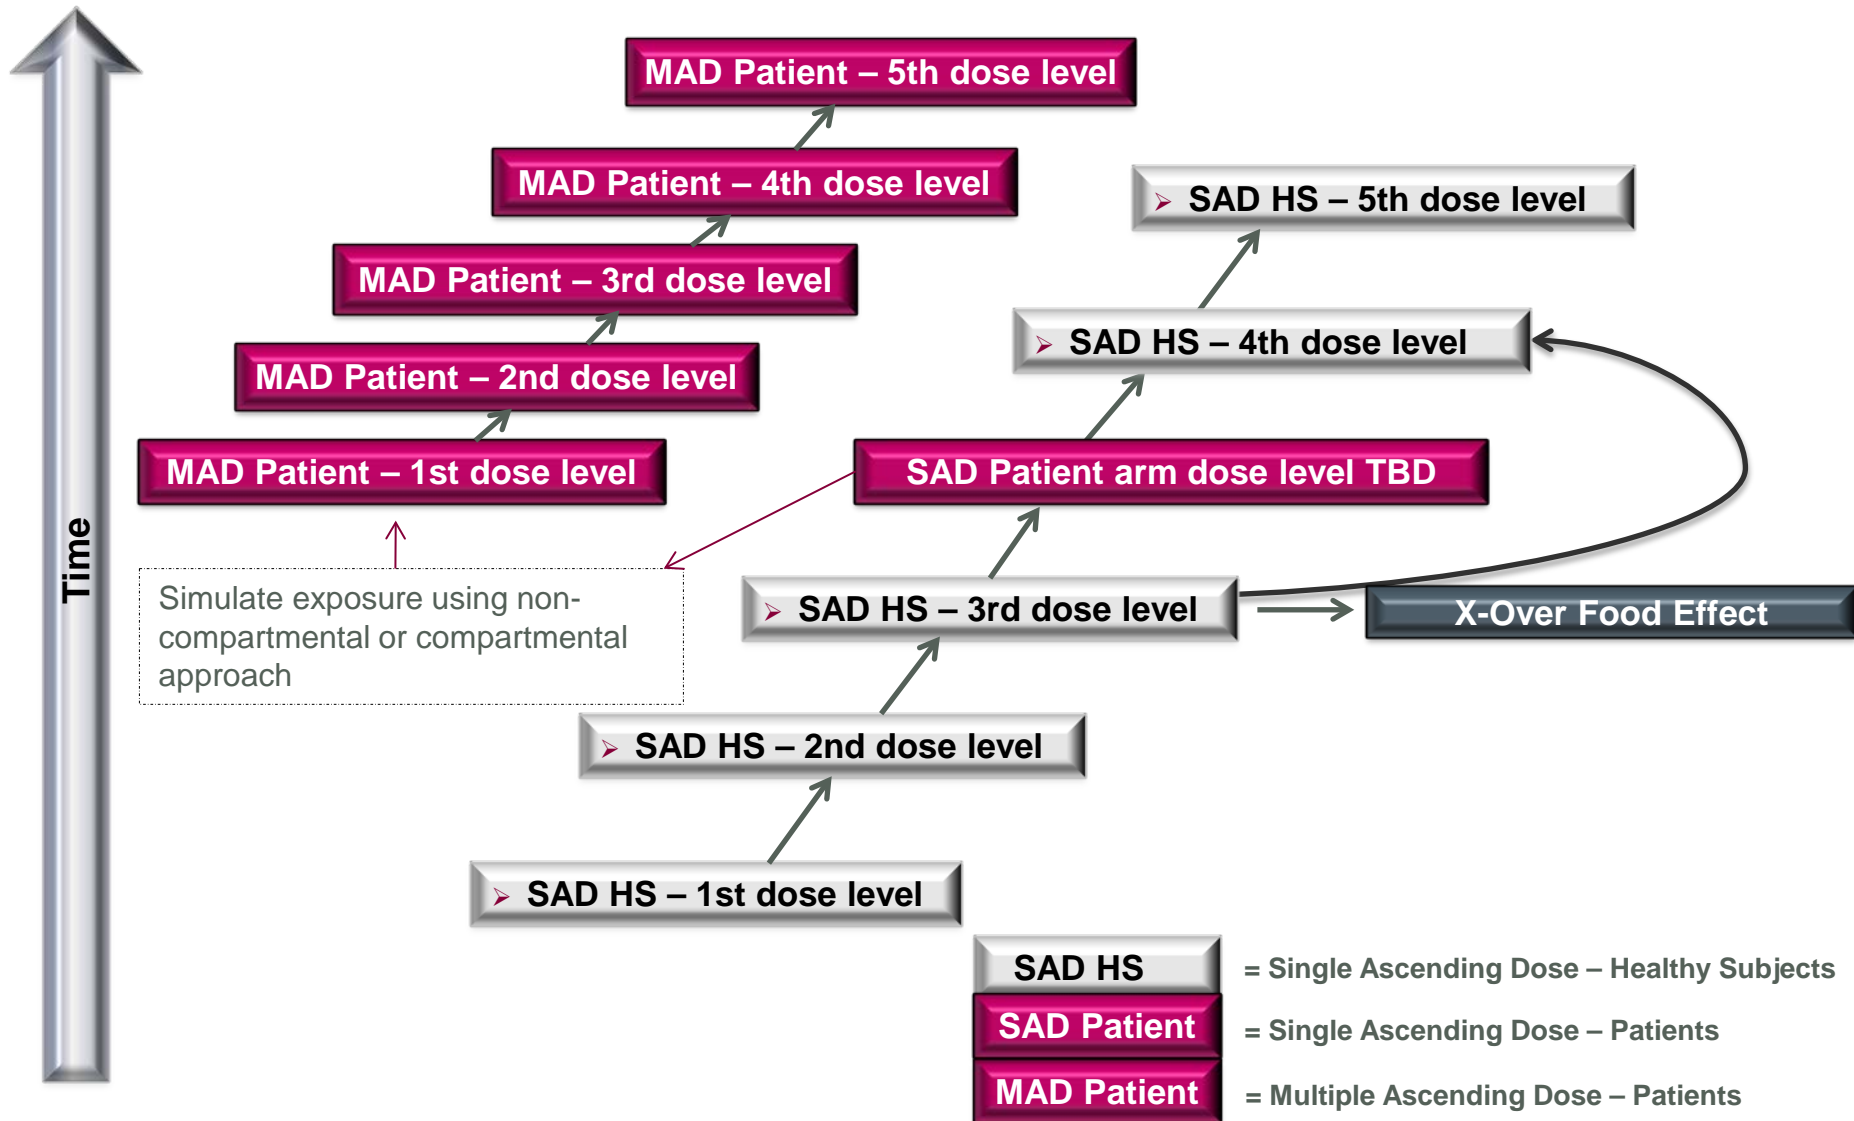 MAD Patient – 5th dose level
MAD Patient – 4th dose level
SAD HS – 5th dose level
MAD Patient – 3rd dose level
SAD HS – 4th dose level
MAD Patient – 2nd dose level
MAD Patient – 1st dose level
SAD Patient arm dose level TBD
Time
Simulate exposure using non-
compartmental or compartmental
approach
SAD HS – 3rd dose level
X-Over Food Effect
SAD HS – 2nd dose level
SAD HS – 1st dose level
SAD HS
= Single Ascending Dose – Healthy Subjects
SAD Patient
= Single Ascending Dose – Patients
MAD Patient
= Multiple Ascending Dose – Patients